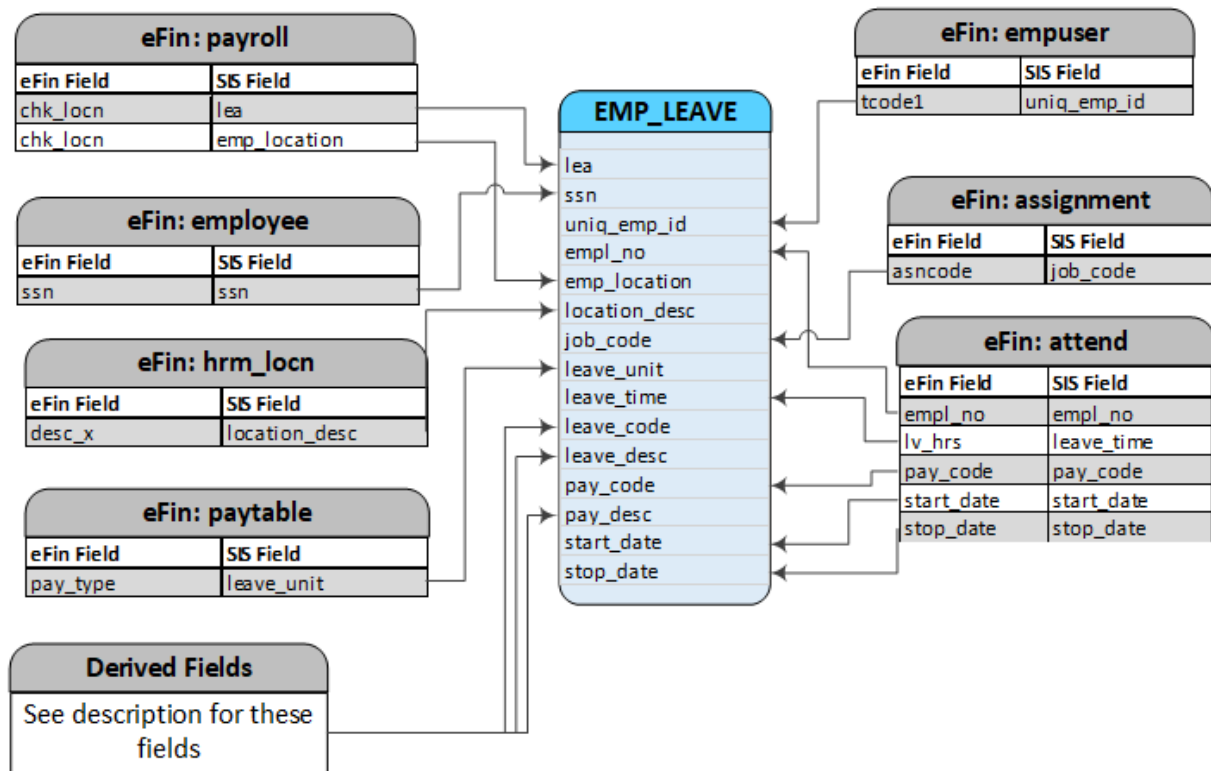 eFin: payroll
eFin Field SIS Field
chk_locn lea
chk_locn emp_location
eFin: employee
eFin Field SIS Field
ssn ssn
eFin: hrm_locn
eFin Field SIS Field
desc_x location_desc
eFin: paytable
eFin Field SIS Field
pay_type leave_unit
Derived Fields
See description for these
fields
EMP_LEAVE
lea
ssn
uniq_emp_id
empl_no
emp_location
location_desc
job_code
leave_unit
leave_time
leave_code
leave_desc
pay_code
pay_desc
start_date
stop_date
eFin: empuser
eFin Field SIS Field
tcode1 uniq_emp_id
eFin: assignment
eFin Field SIS Field
asncode job_code
eFin: attend
eFin Field SIS Field
empl_no empl_no
lv_hrs leave_time
pay_code pay_code
start_date start_date
stop_date stop_date